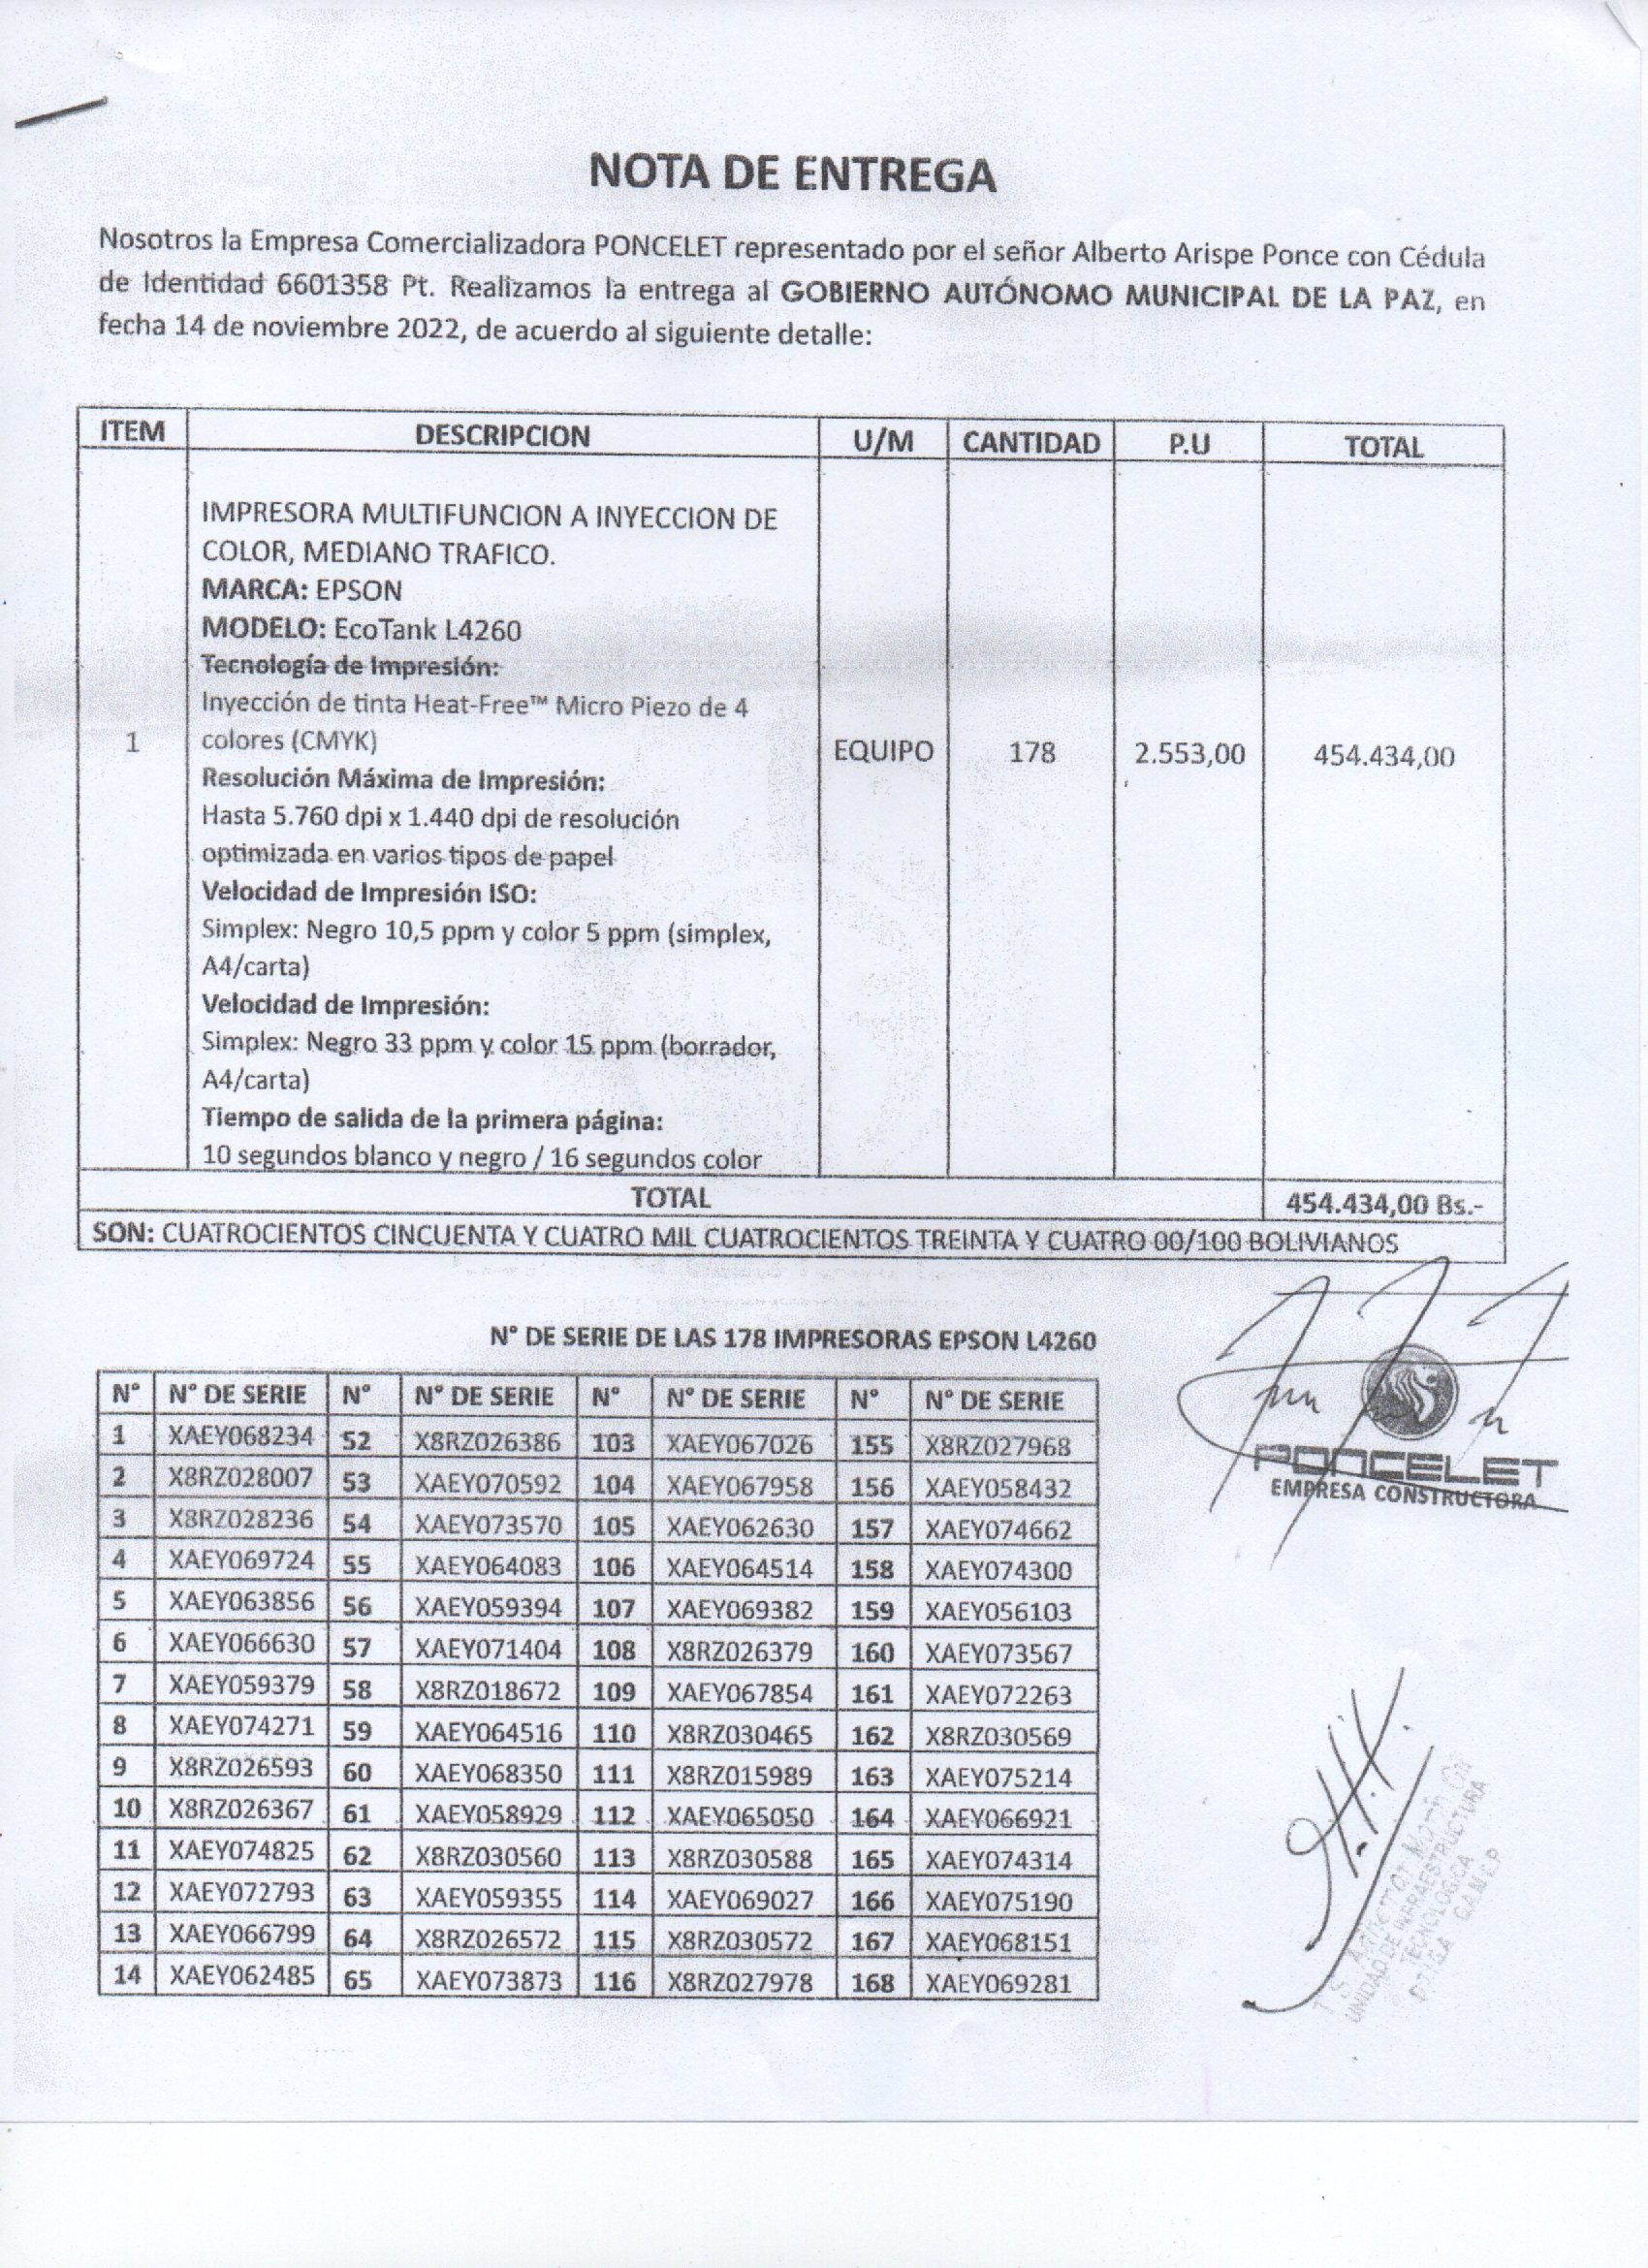 NOTA DE ENTREGA
Nosotros la Empresa Comercializadora PONCELET representado por el señor Alberto Arispe Ponce con Cédula
de Identidad 6601358 Pt. Realizamos la entrega al GOBIERNO AUTÓNOMO MUNICIPAL DE LA PAZ, en
fecha 14 de noviembre 2022, de acuerdo al siguiente detalle:
ITEM DESCRIPCION U/M CANTIDAD P.U TOTAL
IMPRESORA MULTIFUNCION A INYECCION DE
COLOR, MEDIANO TRAFICO.
MARCA: EPSON
MODELO: EcoTank L4260
Tecnología de Impresión:
Inyección de tinta Heat-Free™ Micro Piezo de 4
colores (CMYK)
1 EQUIPO 178 2.553,00 454.434,00
Resolución Máxima de Impresión:
Hasta 5.760 dpi x 1.440 dpi de resolución
optimizada en varios tipos de papel
Velocidad de Impresión ISO:
Simplex: Negro 10,5 ppm y color 5 ppm (simplex,
A4/carta)
Velocidad de Impresión:
Simplex: Negro 33 ppm y color 15 ppm (borrador,
A4/carta)
Tiempo de salida de la primera página:
10 segundos blanco y negro / 16 segundos color
TOTAL 454.434,00 Bs.-
SON: CUATROCIENTOS CINCUENTA Y CUATRO MIL CUATROCIENTOS TREINTA Y CUATRO 00/100 BOLIVIANOS
N° DE SERIE DE LAS 178 IMPRESORAS EPSON L4260
N° N° DE SERIE N° N° DE SERIE N° N° DE SERIE N° N° DE SERIE
1 XAEY068234 52 X8RZ026386 103 XAEY067026 155 X8RZ027968
2 X8RZ028007 53 XAEY070592 104 XAEY067958 156 XAEY058432
3 X8RZ028236 54 XAEY073570 105 XAEY062630 157 XAEY074662
4 XAEY069724 55 XAEY064083 106 XAEY064514 158 XAEY074300
5 XAEY063856 56 XAEY059394 107 XAEY069382 159 XAEY056103
6 XAEY066630 57 XAEY071404 108 X8RZ026379 160 XAEY073567
7 XAEY059379 58 X8RZ018672 109 XAEY067854 161 XAEY072263
8 XAEY074271 59 XAEY064516 110 X8RZ030465 162 X8RZ030569
9 X8RZ026593 60 XAEY068350 111 X8RZ015989 163 XAEY075214
10 X8RZ026367 61 XAEY058929 112 XAEY065050 164 XAEY066921
11 XAEY074825 62 X8RZ030560 113 X8RZ030588 165 XAEY074314
12 XAEY072793 63 XAEY059355 114 XAEY069027 166 XAEY075190
13 XAEY066799 64 X8RZ026572 115 X8RZ030572 167 XAEY068151
14 XAEY062485 65 XAEY073873 116 X8RZ027978 168 XAEY069281
PONCELET
EMPRESA CONSTRUCTORA
UNIDAD DE INFRAESTRUCTURA
TECNOLOGICA